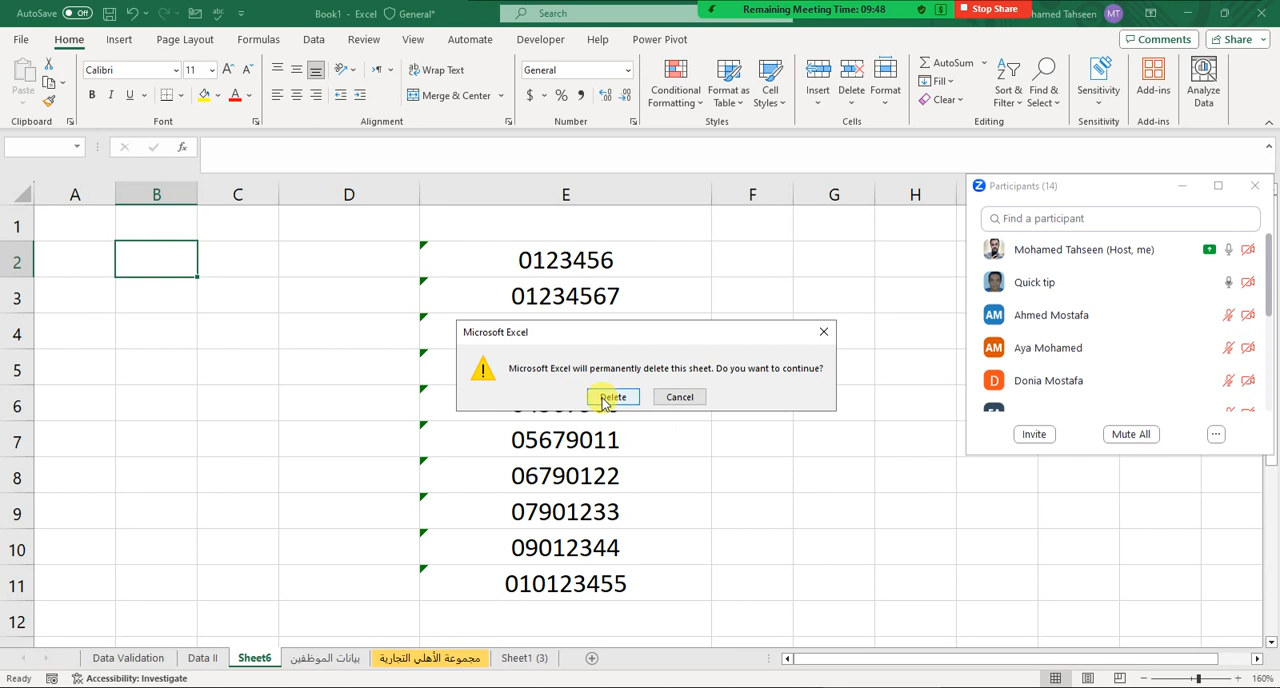 AutoSave Off Book1 - Excel General* Search Remaining Meeting Time: 09:48 $ Stop Share hamed Tahseen MT
File Home Insert Page Layout Formulas Data Review View Automate Developer Help Power Pivot Comments Share
Paste Calibri 11 A A Wrap Text General AutoSum
Fill
B I U A Merge & Center $ % Conditional Formatting Format as Table Cell Styles Insert Delete Format Clear Sort & Filter Find & Select Sensitivity Add-ins Analyze Data
Clipboard Font Alignment Number Styles Cells Editing Sensitivity Add-ins
fx
A B C D E F G H
1
2 0123456
3 01234567
4
5
6
7 05679011
8 06790122
9 07901233
10 09012344
11 010123455
12
Microsoft Excel
Microsoft Excel will permanently delete this sheet. Do you want to continue?
Delete Cancel
Participants (14)
Find a participant
Mohamed Tahseen (Host, me)
Quick tip
AM Ahmed Mostafa
AM Aya Mohamed
D Donia Mostafa
Invite Mute All ...
Data Validation Data II Sheet6 بيانات الموظفين مجموعة الأهلي التجارية Sheet1 (3)
Ready Accessibility: Investigate 160%